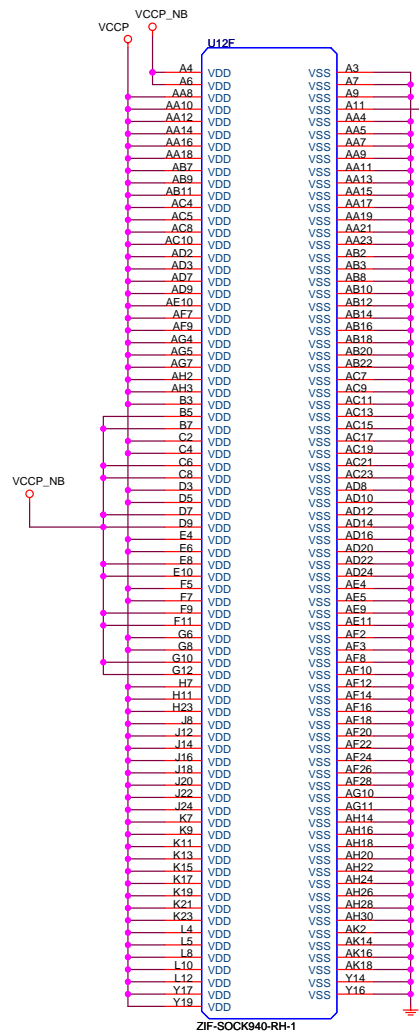 VCCP_NB
VCCP
U12F
A4 VDD VSS A3
A6 VDD VSS A7
AA8 VDD VSS A9
AA10 VDD VSS A11
AA12 VDD VSS AA4
AA14 VDD VSS AA5
AA16 VDD VSS AA7
AA18 VDD VSS AA9
AB7 VDD VSS AA11
AB9 VDD VSS AA13
AB11 VDD VSS AA15
AC4 VDD VSS AA17
AC5 VDD VSS AA19
AC8 VDD VSS AA21
AC10 VDD VSS AA23
AD2 VDD VSS AB2
AD3 VDD VSS AB3
AD7 VDD VSS AB8
AD9 VDD VSS AB10
AE10 VDD VSS AB12
AF7 VDD VSS AB14
AF9 VDD VSS AB16
AG4 VDD VSS AB18
AG5 VDD VSS AB20
AG7 VDD VSS AB22
AH2 VDD VSS AC7
AH3 VDD VSS AC9
B3 VDD VSS AC11
B5 VDD VSS AC13
B7 VDD VSS AC15
C2 VDD VSS AC17
C4 VDD VSS AC19
C6 VDD VSS AC21
C8 VDD VSS AC23
D3 VDD VSS AD8
VCCP_NB
D5 VDD VSS AD10
D7 VDD VSS AD12
D9 VDD VSS AD14
E4 VDD VSS AD16
E6 VDD VSS AD20
E8 VDD VSS AD22
E10 VDD VSS AD24
F5 VDD VSS AE4
F7 VDD VSS AE5
F9 VDD VSS AE9
F11 VDD VSS AE11
G6 VDD VSS AF2
G8 VDD VSS AF3
G10 VDD VSS AF8
G12 VDD VSS AF10
H7 VDD VSS AF12
H11 VDD VSS AF14
H23 VDD VSS AF16
J8 VDD VSS AF18
J12 VDD VSS AF20
J14 VDD VSS AF22
J16 VDD VSS AF24
J18 VDD VSS AF26
J20 VDD VSS AF28
J22 VDD VSS AG10
J24 VDD VSS AG11
K7 VDD VSS AH14
K9 VDD VSS AH16
K11 VDD VSS AH18
K13 VDD VSS AH20
K15 VDD VSS AH22
K17 VDD VSS AH24
K19 VDD VSS AH26
K21 VDD VSS AH28
K23 VDD VSS AH30
L4 VDD VSS AK2
L5 VDD VSS AK14
L8 VDD VSS AK16
L10 VDD VSS AK18
L12 VDD VSS Y14
Y17 VDD VSS Y16
Y19 VDD
ZIF-SOCK940-RH-1